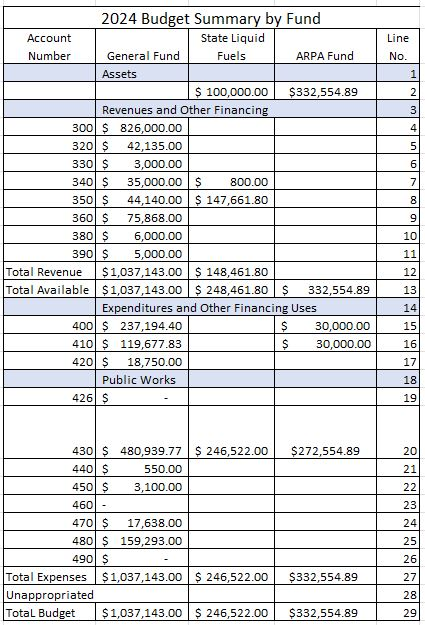 2024 Budget Summary by Fund
Account Number General Fund State Liquid Fuels ARPA Fund Line No.
Assets 1
$ 100,000.00 $332,554.89 2
Revenues and Other Financing 3
300 $ 826,000.00 4
320 $ 42,135.00 5
330 $ 3,000.00 6
340 $ 35,000.00 $ 800.00 7
350 $ 44,140.00 $ 147,661.80 8
360 $ 75,868.00 9
380 $ 6,000.00 10
390 $ 5,000.00 11
Total Revenue $1,037,143.00 $ 148,461.80 12
Total Available $1,037,143.00 $ 248,461.80 $ 332,554.89 13
Expenditures and Other Financing Uses 14
400 $ 237,194.40 $ 30,000.00 15
410 $ 119,677.83 $ 30,000.00 16
420 $ 18,750.00 17
Public Works 18
426 $ - 19
430 $ 480,939.77 $ 246,522.00 $272,554.89 20
440 $ 550.00 21
450 $ 3,100.00 22
460 - 23
470 $ 17,638.00 24
480 $ 159,293.00 25
490 $ - 26
Total Expenses $1,037,143.00 $ 246,522.00 $332,554.89 27
Unappropriated 28
TotaL Budget $1,037,143.00 $ 246,522.00 $332,554.89 29